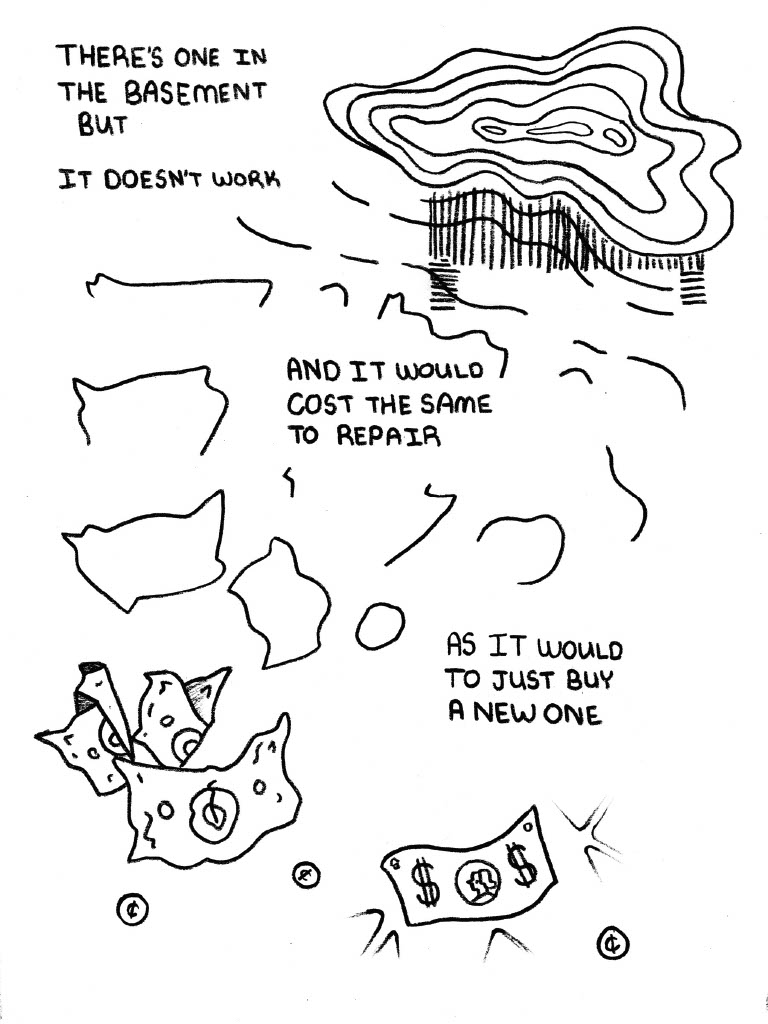 THERE'S ONE IN
THE BASEMENT
BUT
IT DOESN'T WORK
AND IT WOULD
COST THE SAME
TO REPAIR
AS IT WOULD
TO JUST BUY
A NEW ONE
$ $
¢
¢
¢